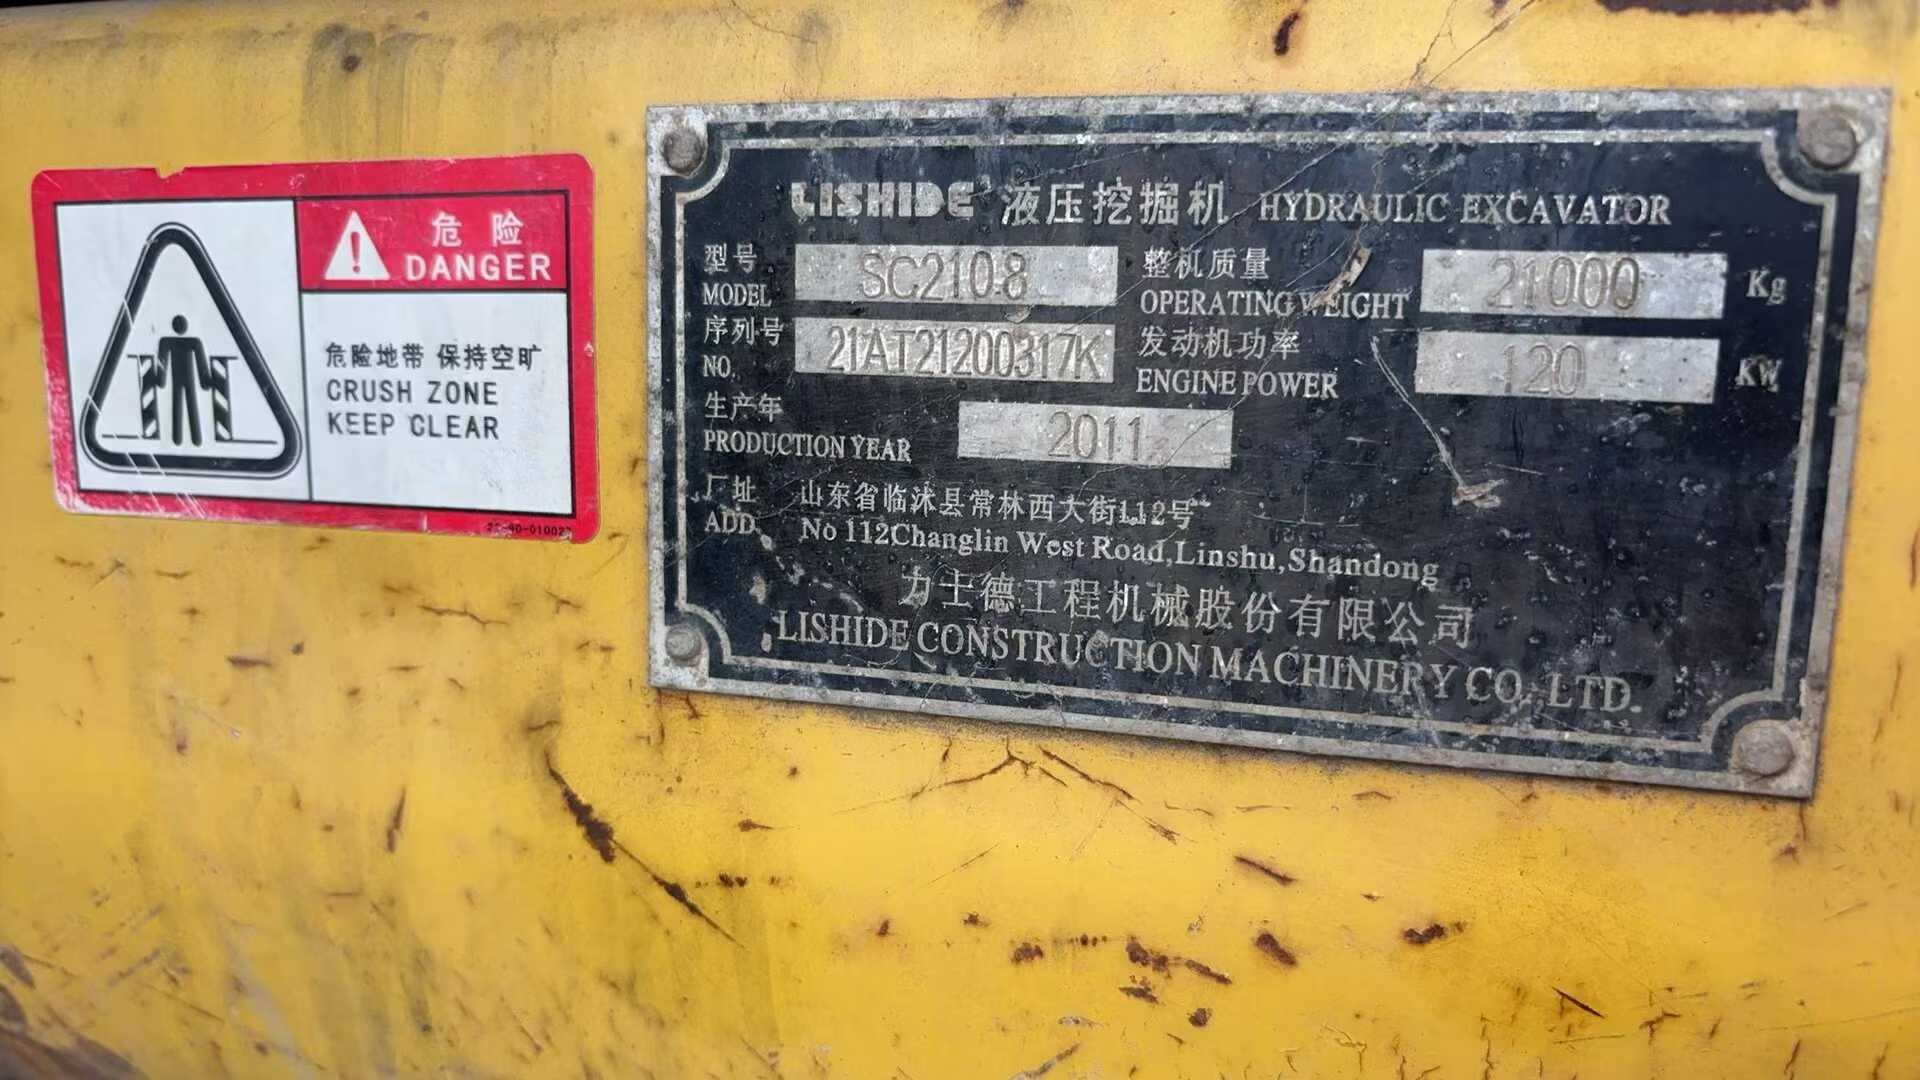 危险
DANGER
危险地带 保持空旷
CRUSH ZONE
KEEP CLEAR
LISHIDE 液压挖掘机 HYDRAULIC EXCAVATOR
型号 MODEL SC210.8
整机质量 OPERATING WEIGHT 21000 Kg
序列号 NO. 21AT21200317K
发动机功率 ENGINE POWER 120 KW
生产年 PRODUCTION YEAR 2011
厂址 山东省临沭县常林西大街112号
ADD. No 112Changlin West Road,Linshu,Shandong
力士德工程机械股份有限公司
LISHIDE CONSTRUCTION MACHINERY CO.,LTD.